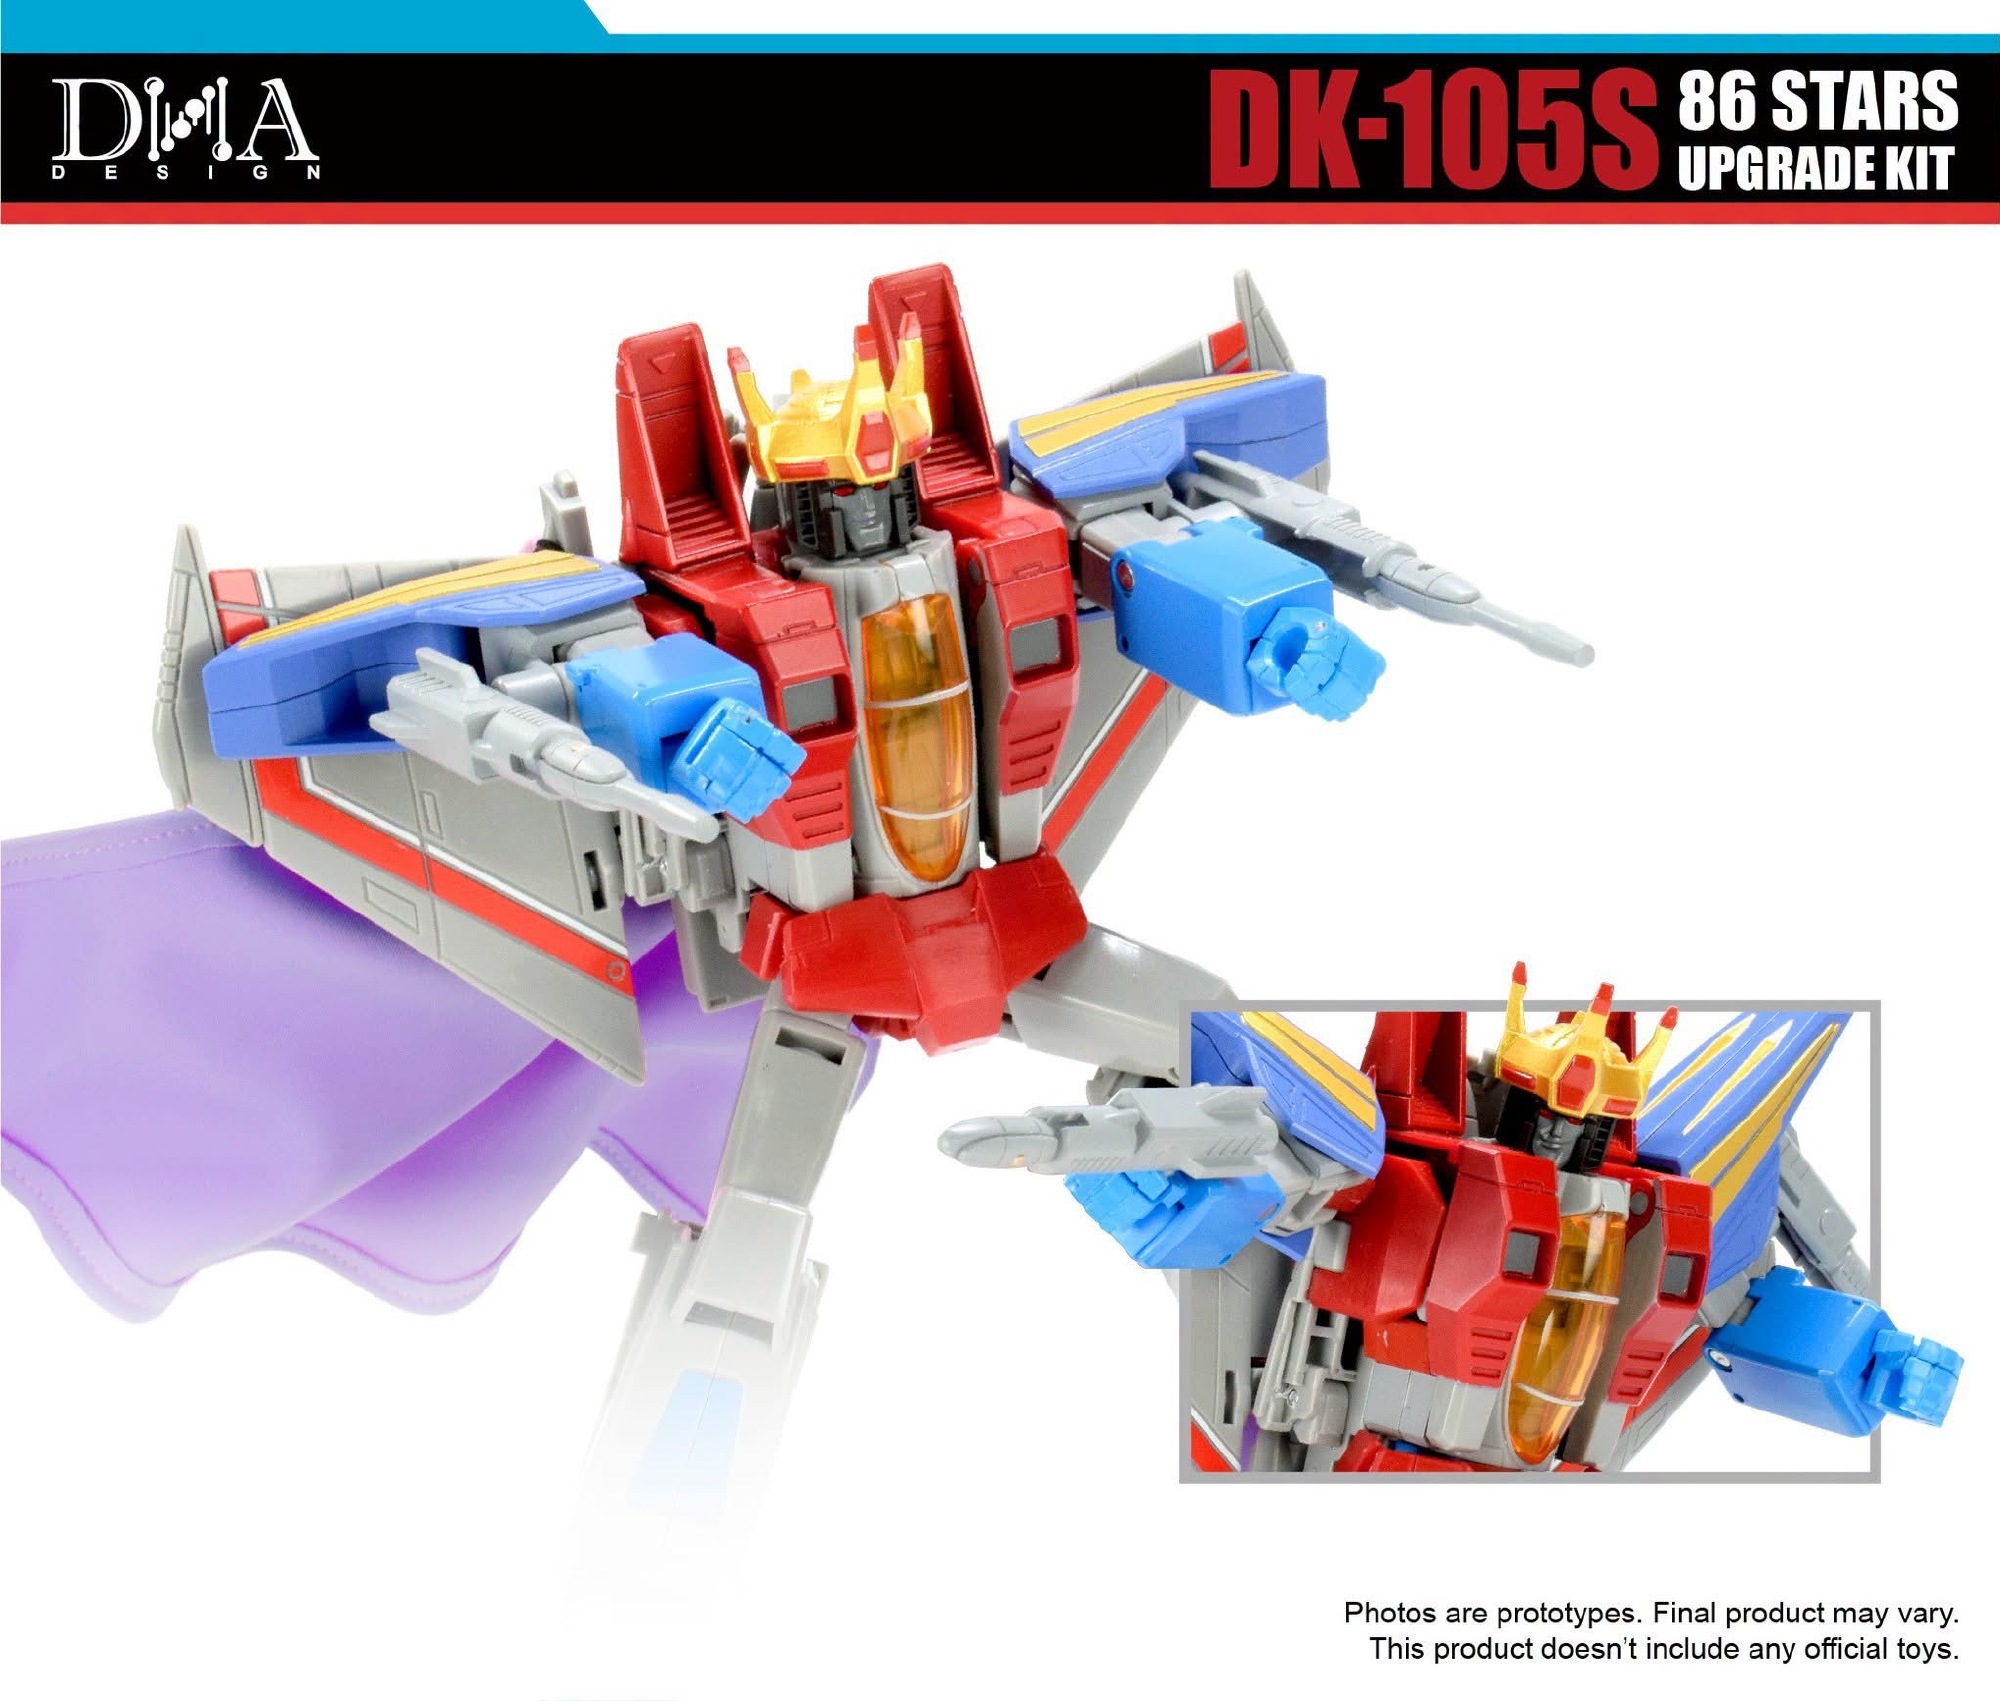 DNA
DESIGN
DK-105S
86 STARS
UPGRADE KIT
Photos are prototypes. Final product may vary.
This product doesn't include any official toys.